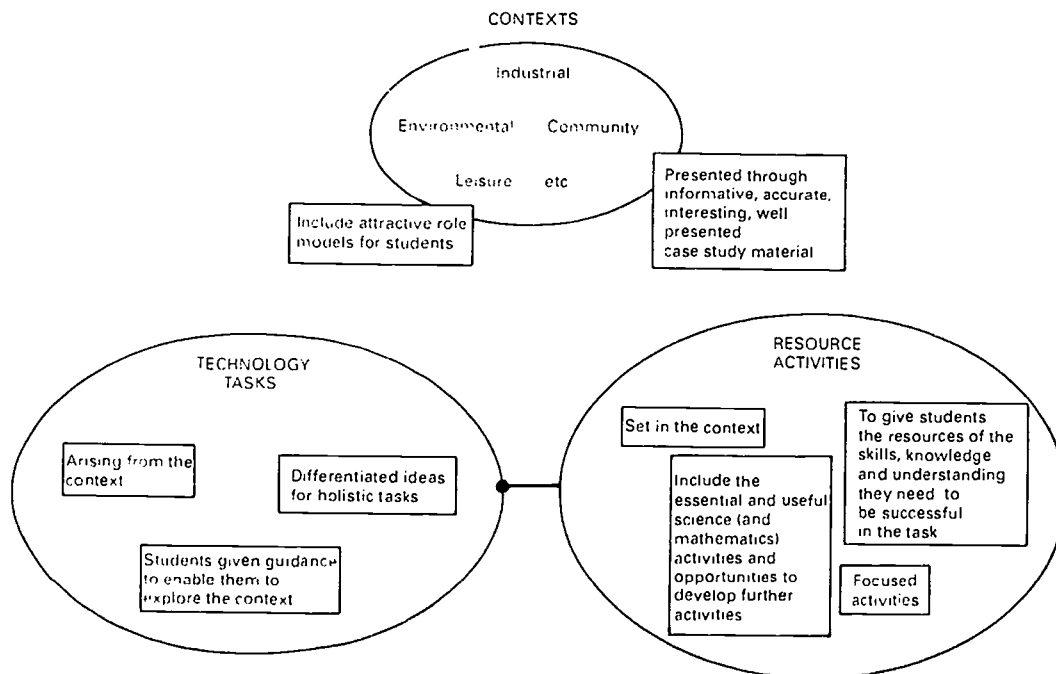 CONTEXTS
Industrial
Environmental Community
Leisure etc
Include attractive role
models for students
Presented through
informative, accurate,
interesting, well
presented
case study material
TECHNOLOGY
TASKS
Arising from the
context
Differentiated ideas
for holistic tasks
Students given guidance
to enable them to
explore the context
RESOURCE
ACTIVITIES
Set in the context
To give students
the resources of the
skills, knowledge
and understanding
they need to
be successful
in the task
Include the
essential and useful
science (and
mathematics)
activities and
opportunities to
develop further
activities
Focused
activities